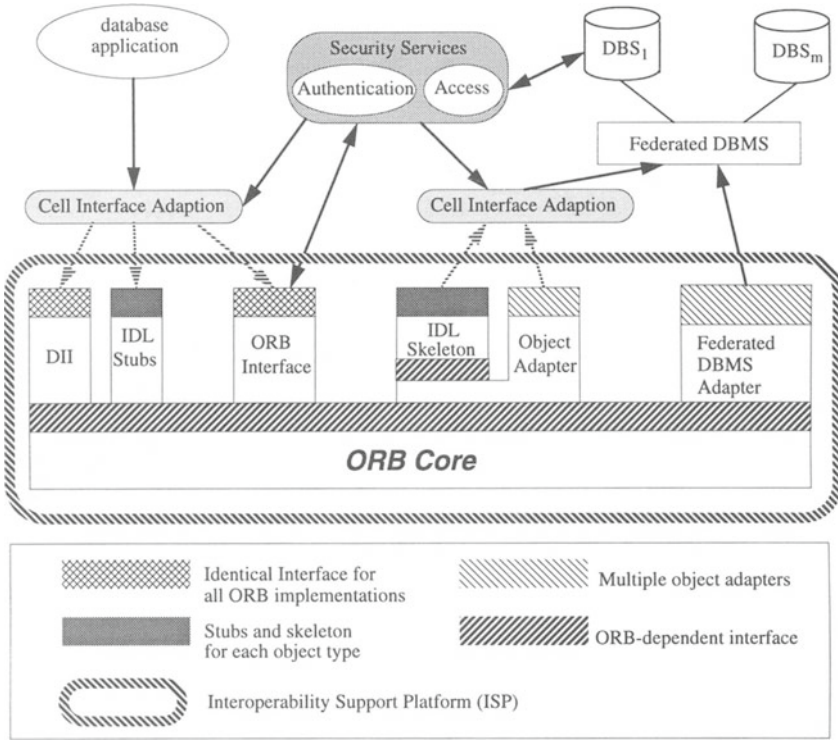 database
application
Security Services
Authentication
Access
DBS1
DBSm
Federated DBMS
Cell Interface Adaption
Cell Interface Adaption
DII
IDL
Stubs
ORB
Interface
IDL
Skeleton
Object
Adapter
Federated
DBMS
Adapter
ORB Core
Identical Interface for
all ORB implementations
Multiple object adapters
Stubs and skeleton
for each object type
ORB-dependent interface
Interoperability Support Platform (ISP)